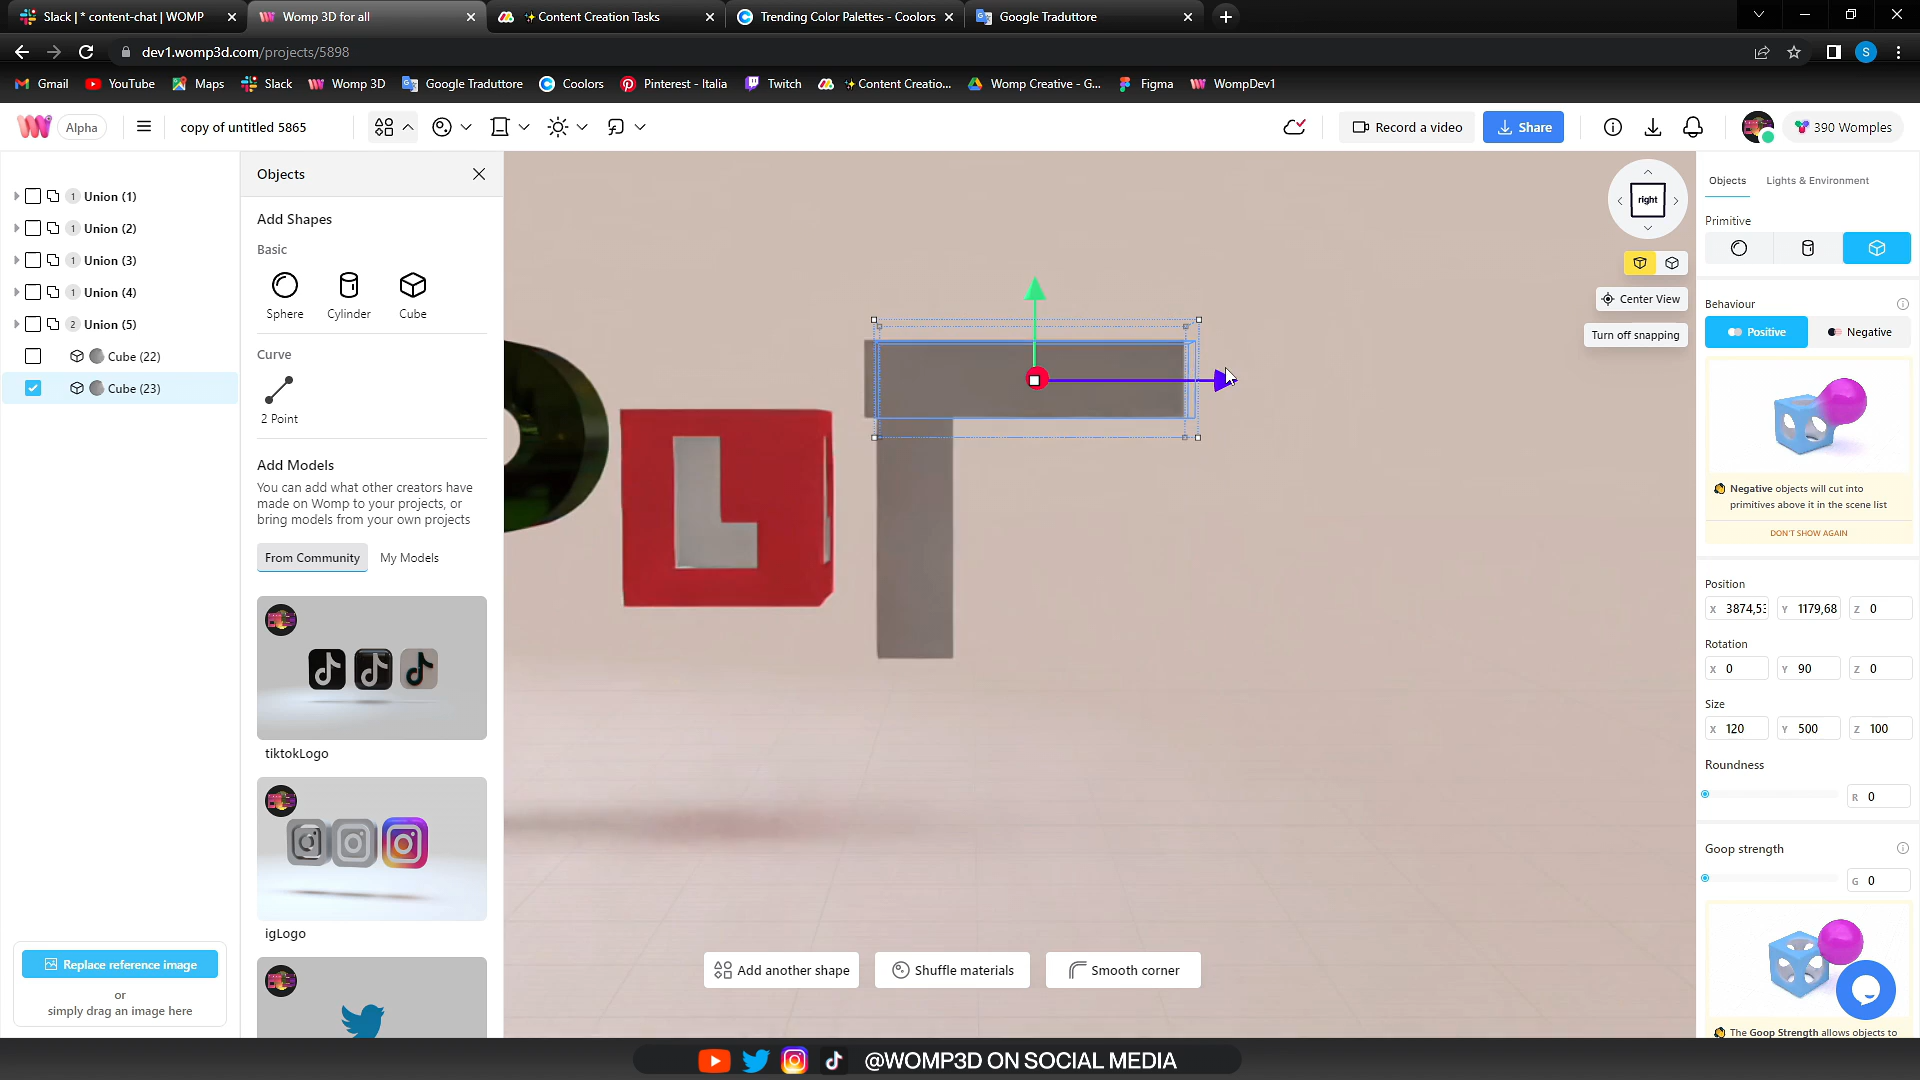 Slack | * content-chat | WOMP
Womp 3D for all
✨Content Creation Tasks
Trending Color Palettes - Coolors
Google Traduttore
dev1.womp3d.com/projects/5898
S
Gmail
YouTube
Maps
Slack
Womp 3D
Google Traduttore
Coolors
Pinterest - Italia
Twitch
✨Content Creatio...
Womp Creative - G...
Figma
WompDev1
Alpha
copy of untitled 5865
Record a video
Share
390 Womples
1 Union (1)
1 Union (2)
1 Union (3)
1 Union (4)
2 Union (5)
Cube (22)
Cube (23)
Replace reference image
or
simply drag an image here
Objects
Add Shapes
Basic
Sphere
Cylinder
Cube
Curve
2 Point
Add Models
You can add what other creators have
made on Womp to your projects, or
bring models from your own projects
From Community
My Models
tiktokLogo
igLogo
L
right
Center View
Turn off snapping
Add another shape
Shuffle materials
Smooth corner
Objects
Lights & Environment
Primitive
Behaviour
Positive
Negative
Negative objects will cut into
primitives above it in the scene list
DON'T SHOW AGAIN
Position
X 3874,53
Y 1179,68
Z 0
Rotation
X 0
Y 90
Z 0
Size
X 120
Y 500
Z 100
Roundness
R 0
Goop strength
G 0
The Goop Strength allows objects to
@WOMP3D ON SOCIAL MEDIA